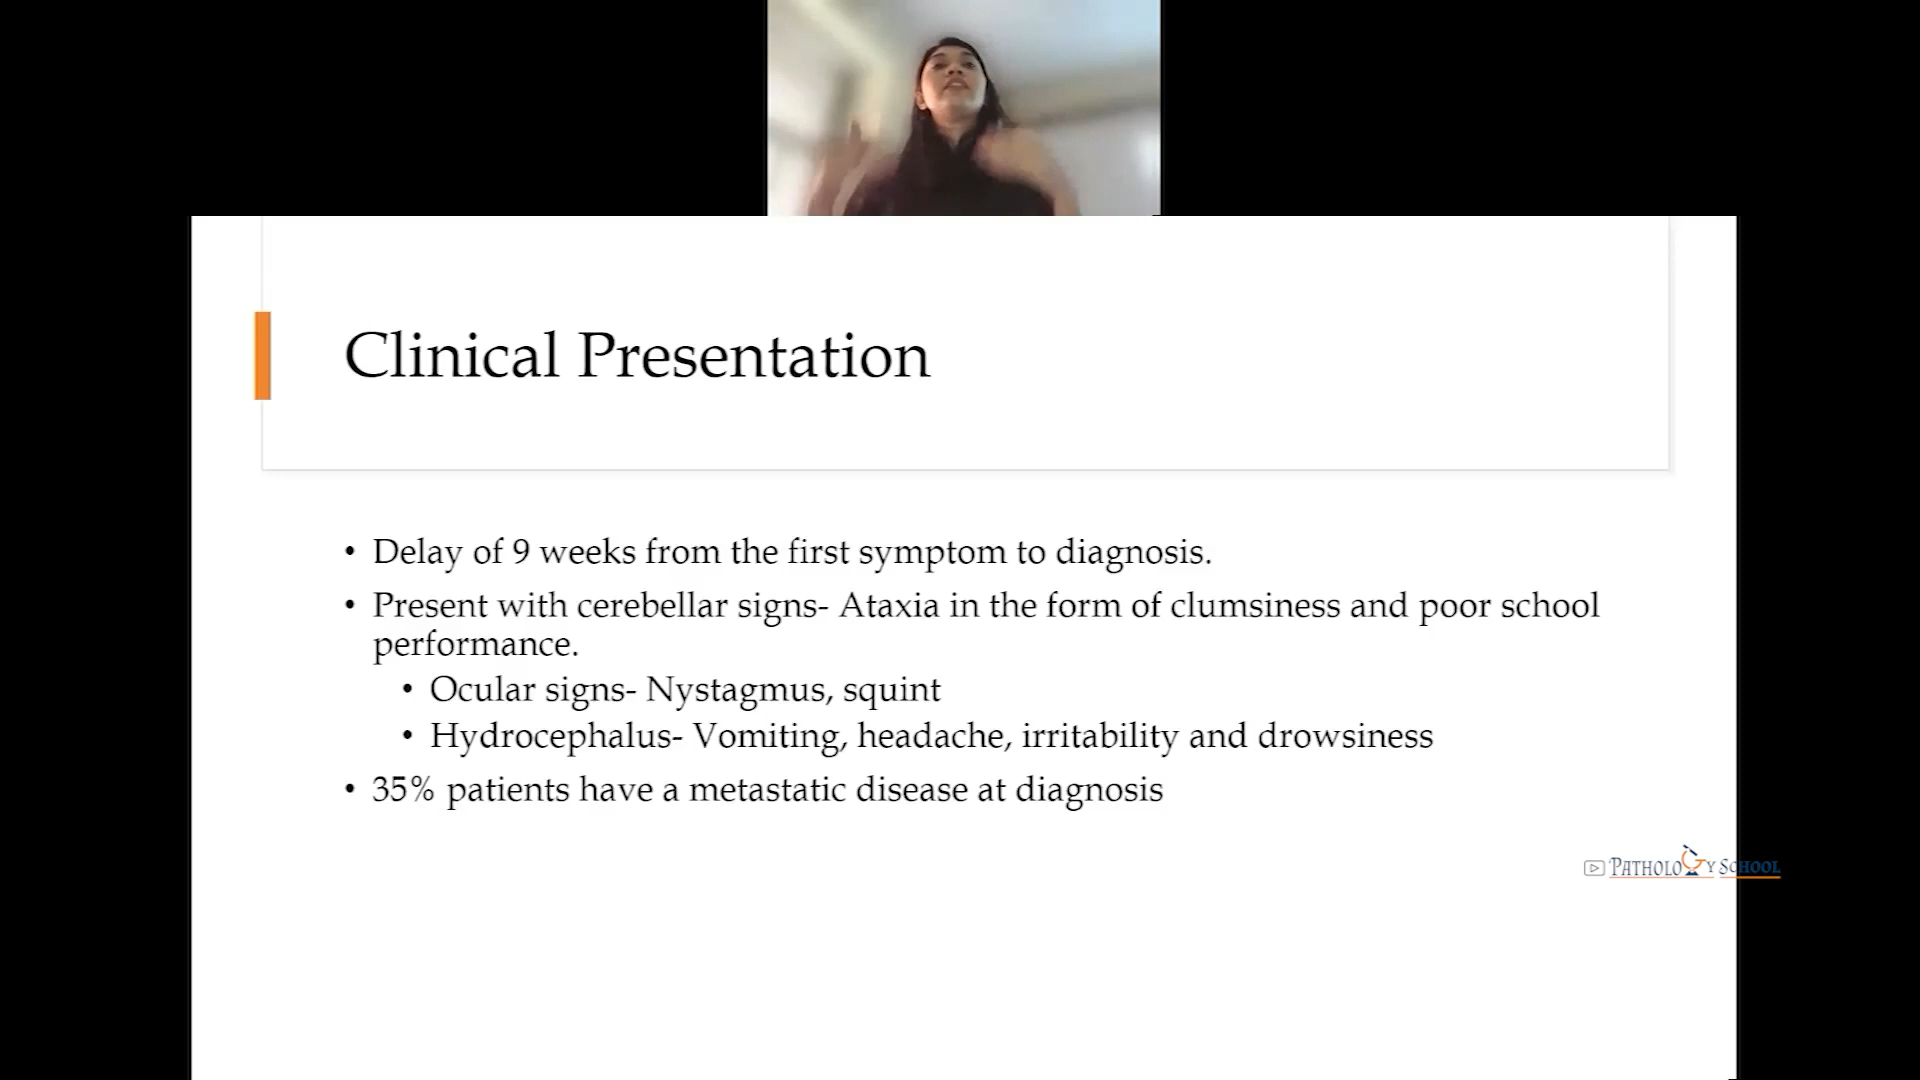 Clinical Presentation
• Delay of 9 weeks from the first symptom to diagnosis.
• Present with cerebellar signs- Ataxia in the form of clumsiness and poor school
performance.
• Ocular signs- Nystagmus, squint
• Hydrocephalus- Vomiting, headache, irritability and drowsiness
• 35% patients have a metastatic disease at diagnosis
PATHOLOGY SCHOOL